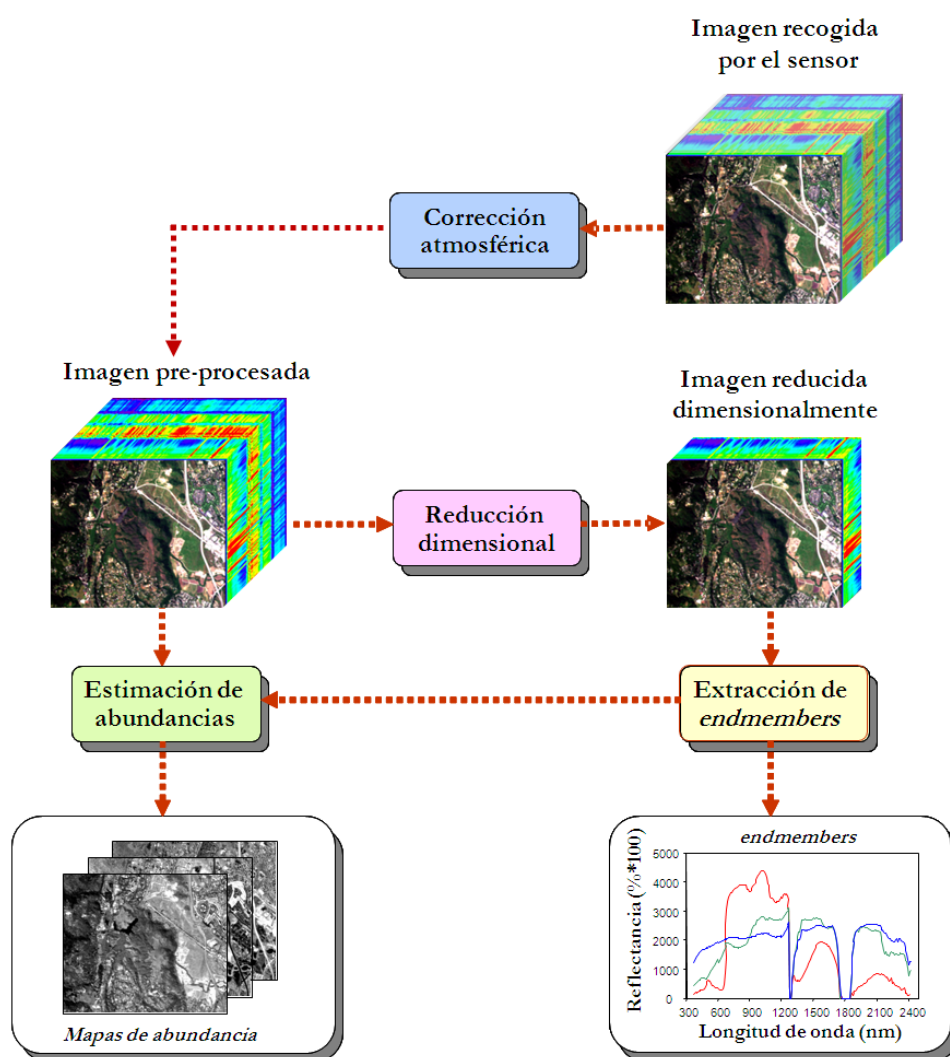 Imagen recogida
por el sensor
Corrección
atmosférica
Imagen pre-procesada
Imagen reducida
dimensionalmente
Reducción
dimensional
Estimación de
abundancias
Extracción de
endmembers
Mapas de abundancia
endmembers
Reflectancia (%*100)
5000
4000
3000
2000
1000
0
300 600 900 1200 1500 1800 2100 2400
Longitud de onda (nm)